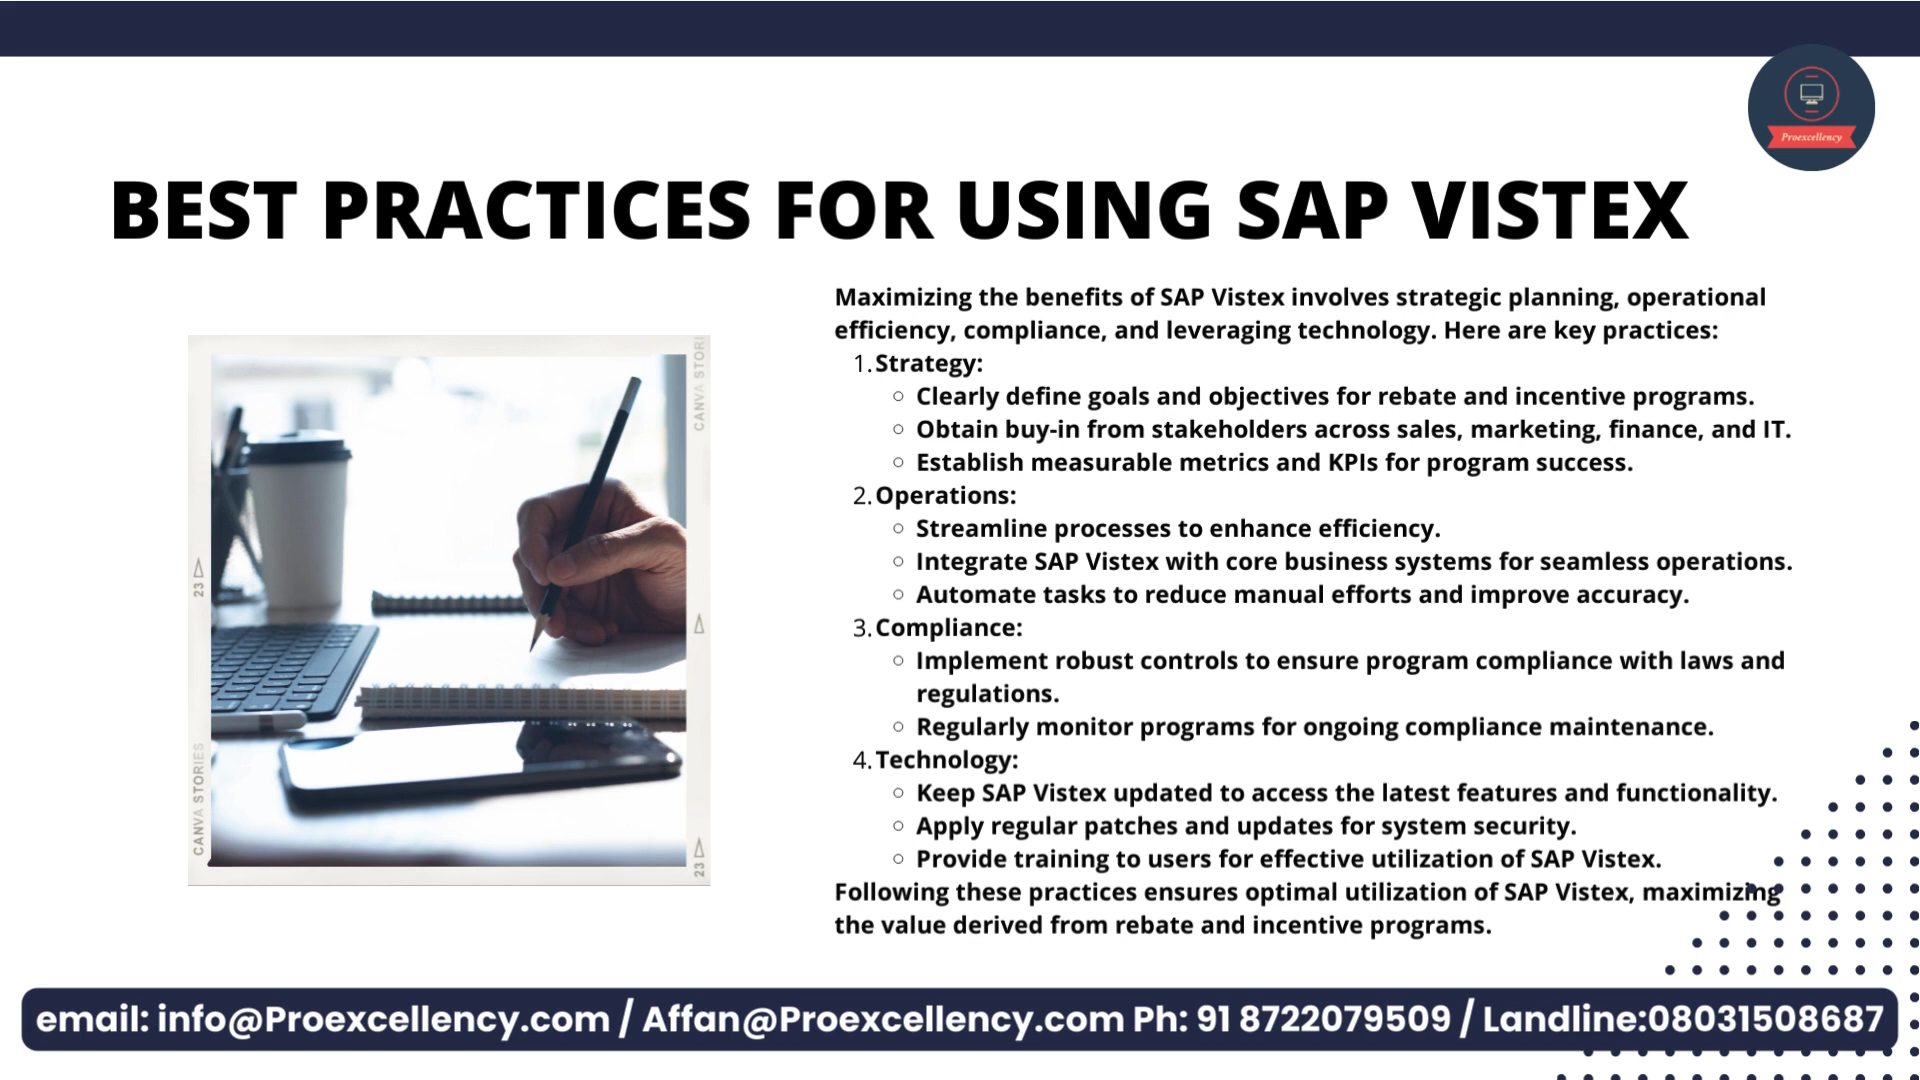 Proexcellency
BEST PRACTICES FOR USING SAP VISTEX
Maximizing the benefits of SAP Vistex involves strategic planning, operational
efficiency, compliance, and leveraging technology. Here are key practices:
1. Strategy:
○ Clearly define goals and objectives for rebate and incentive programs.
○ Obtain buy-in from stakeholders across sales, marketing, finance, and IT.
○ Establish measurable metrics and KPIs for program success.
2. Operations:
○ Streamline processes to enhance efficiency.
○ Integrate SAP Vistex with core business systems for seamless operations.
○ Automate tasks to reduce manual efforts and improve accuracy.
3. Compliance:
○ Implement robust controls to ensure program compliance with laws and
regulations.
○ Regularly monitor programs for ongoing compliance maintenance.
4. Technology:
○ Keep SAP Vistex updated to access the latest features and functionality.
○ Apply regular patches and updates for system security.
○ Provide training to users for effective utilization of SAP Vistex.
Following these practices ensures optimal utilization of SAP Vistex, maximizing
the value derived from rebate and incentive programs.
CANVA STORI
23
CANVA STORIES
23
email: info@Proexcellency.com / Affan@Proexcellency.com Ph: 91 8722079509 / Landline:08031508687